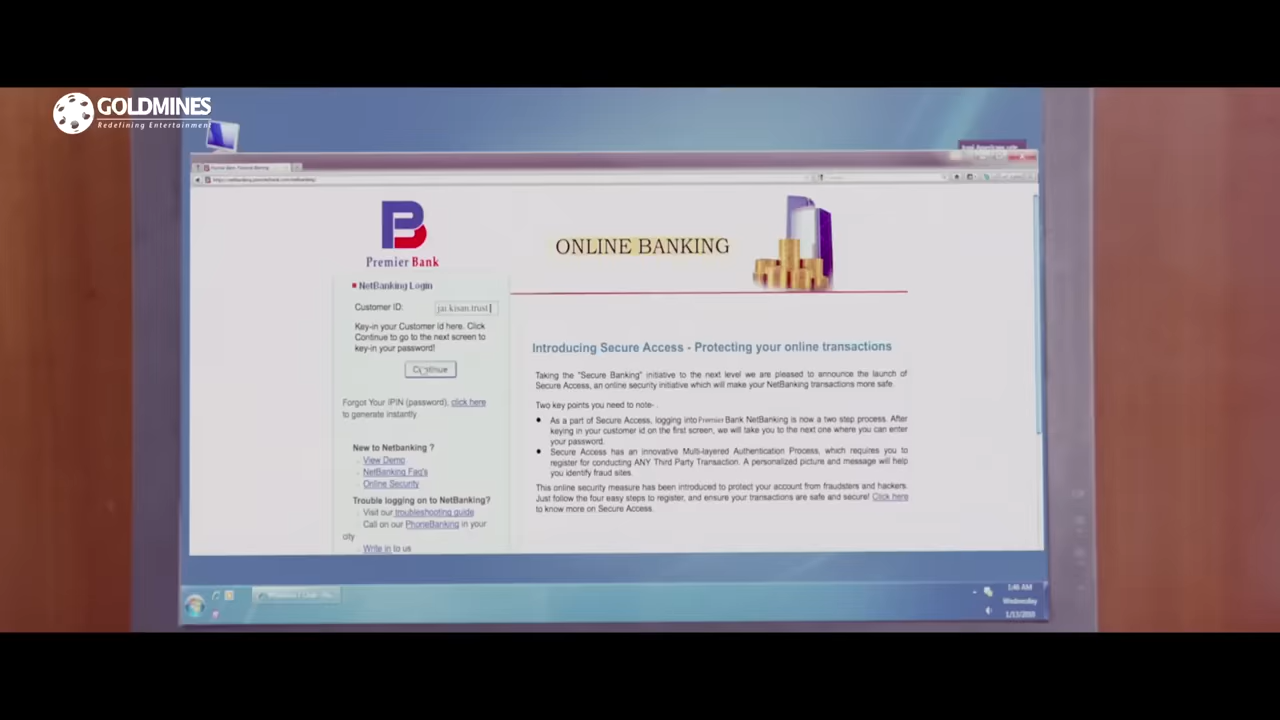 GOLDMINES
Redefining Entertainment
Premier Bank
ONLINE BANKING
NetBanking Login
Customer ID: jai.kisan.trust
Key-in your Customer Id here. Click
Continue to go to the next screen to
key-in your password!
Continue
Forgot Your IPIN (password), click here
to generate instantly
New to Netbanking ?
View Demo
NetBanking Faq's
Online Security
Trouble logging on to NetBanking?
Visit our troubleshooting guide
Call on our PhoneBanking in your
city
Write in to us
Introducing Secure Access - Protecting your online transactions
Taking the "Secure Banking" initiative to the next level we are pleased to announce the launch of
Secure Access, an online security initiative which will make your NetBanking transactions more safe.
Two key points you need to note-
As a part of Secure Access, logging into Premier Bank NetBanking is now a two step process. After
keying in your customer id on the first screen, we will take you to the next one where you can enter
your password.
Secure Access has an innovative Multi-layered Authentication Process, which requires you to
register for conducting ANY Third Party Transaction. A personalized picture and message will help
you identify fraud sites.
This online security measure has been introduced to protect your account from fraudsters and hackers.
Just follow the four easy steps to register, and ensure your transactions are safe and secure! Click here
to know more on Secure Access.
1:46 AM
Wednesday